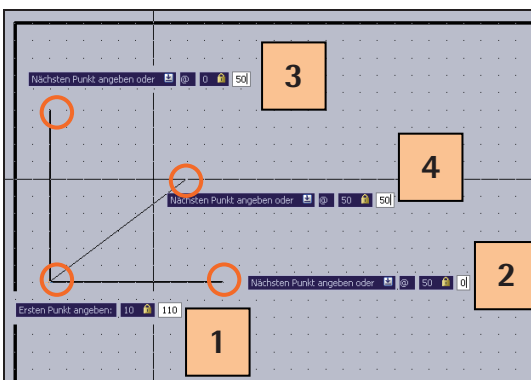 3
Nächsten Punkt angeben oder @ 0 50
4
Nächsten Punkt angeben oder @ 50 50
2
Nächsten Punkt angeben oder @ 50 0
Ersten Punkt angeben: 10 110
1